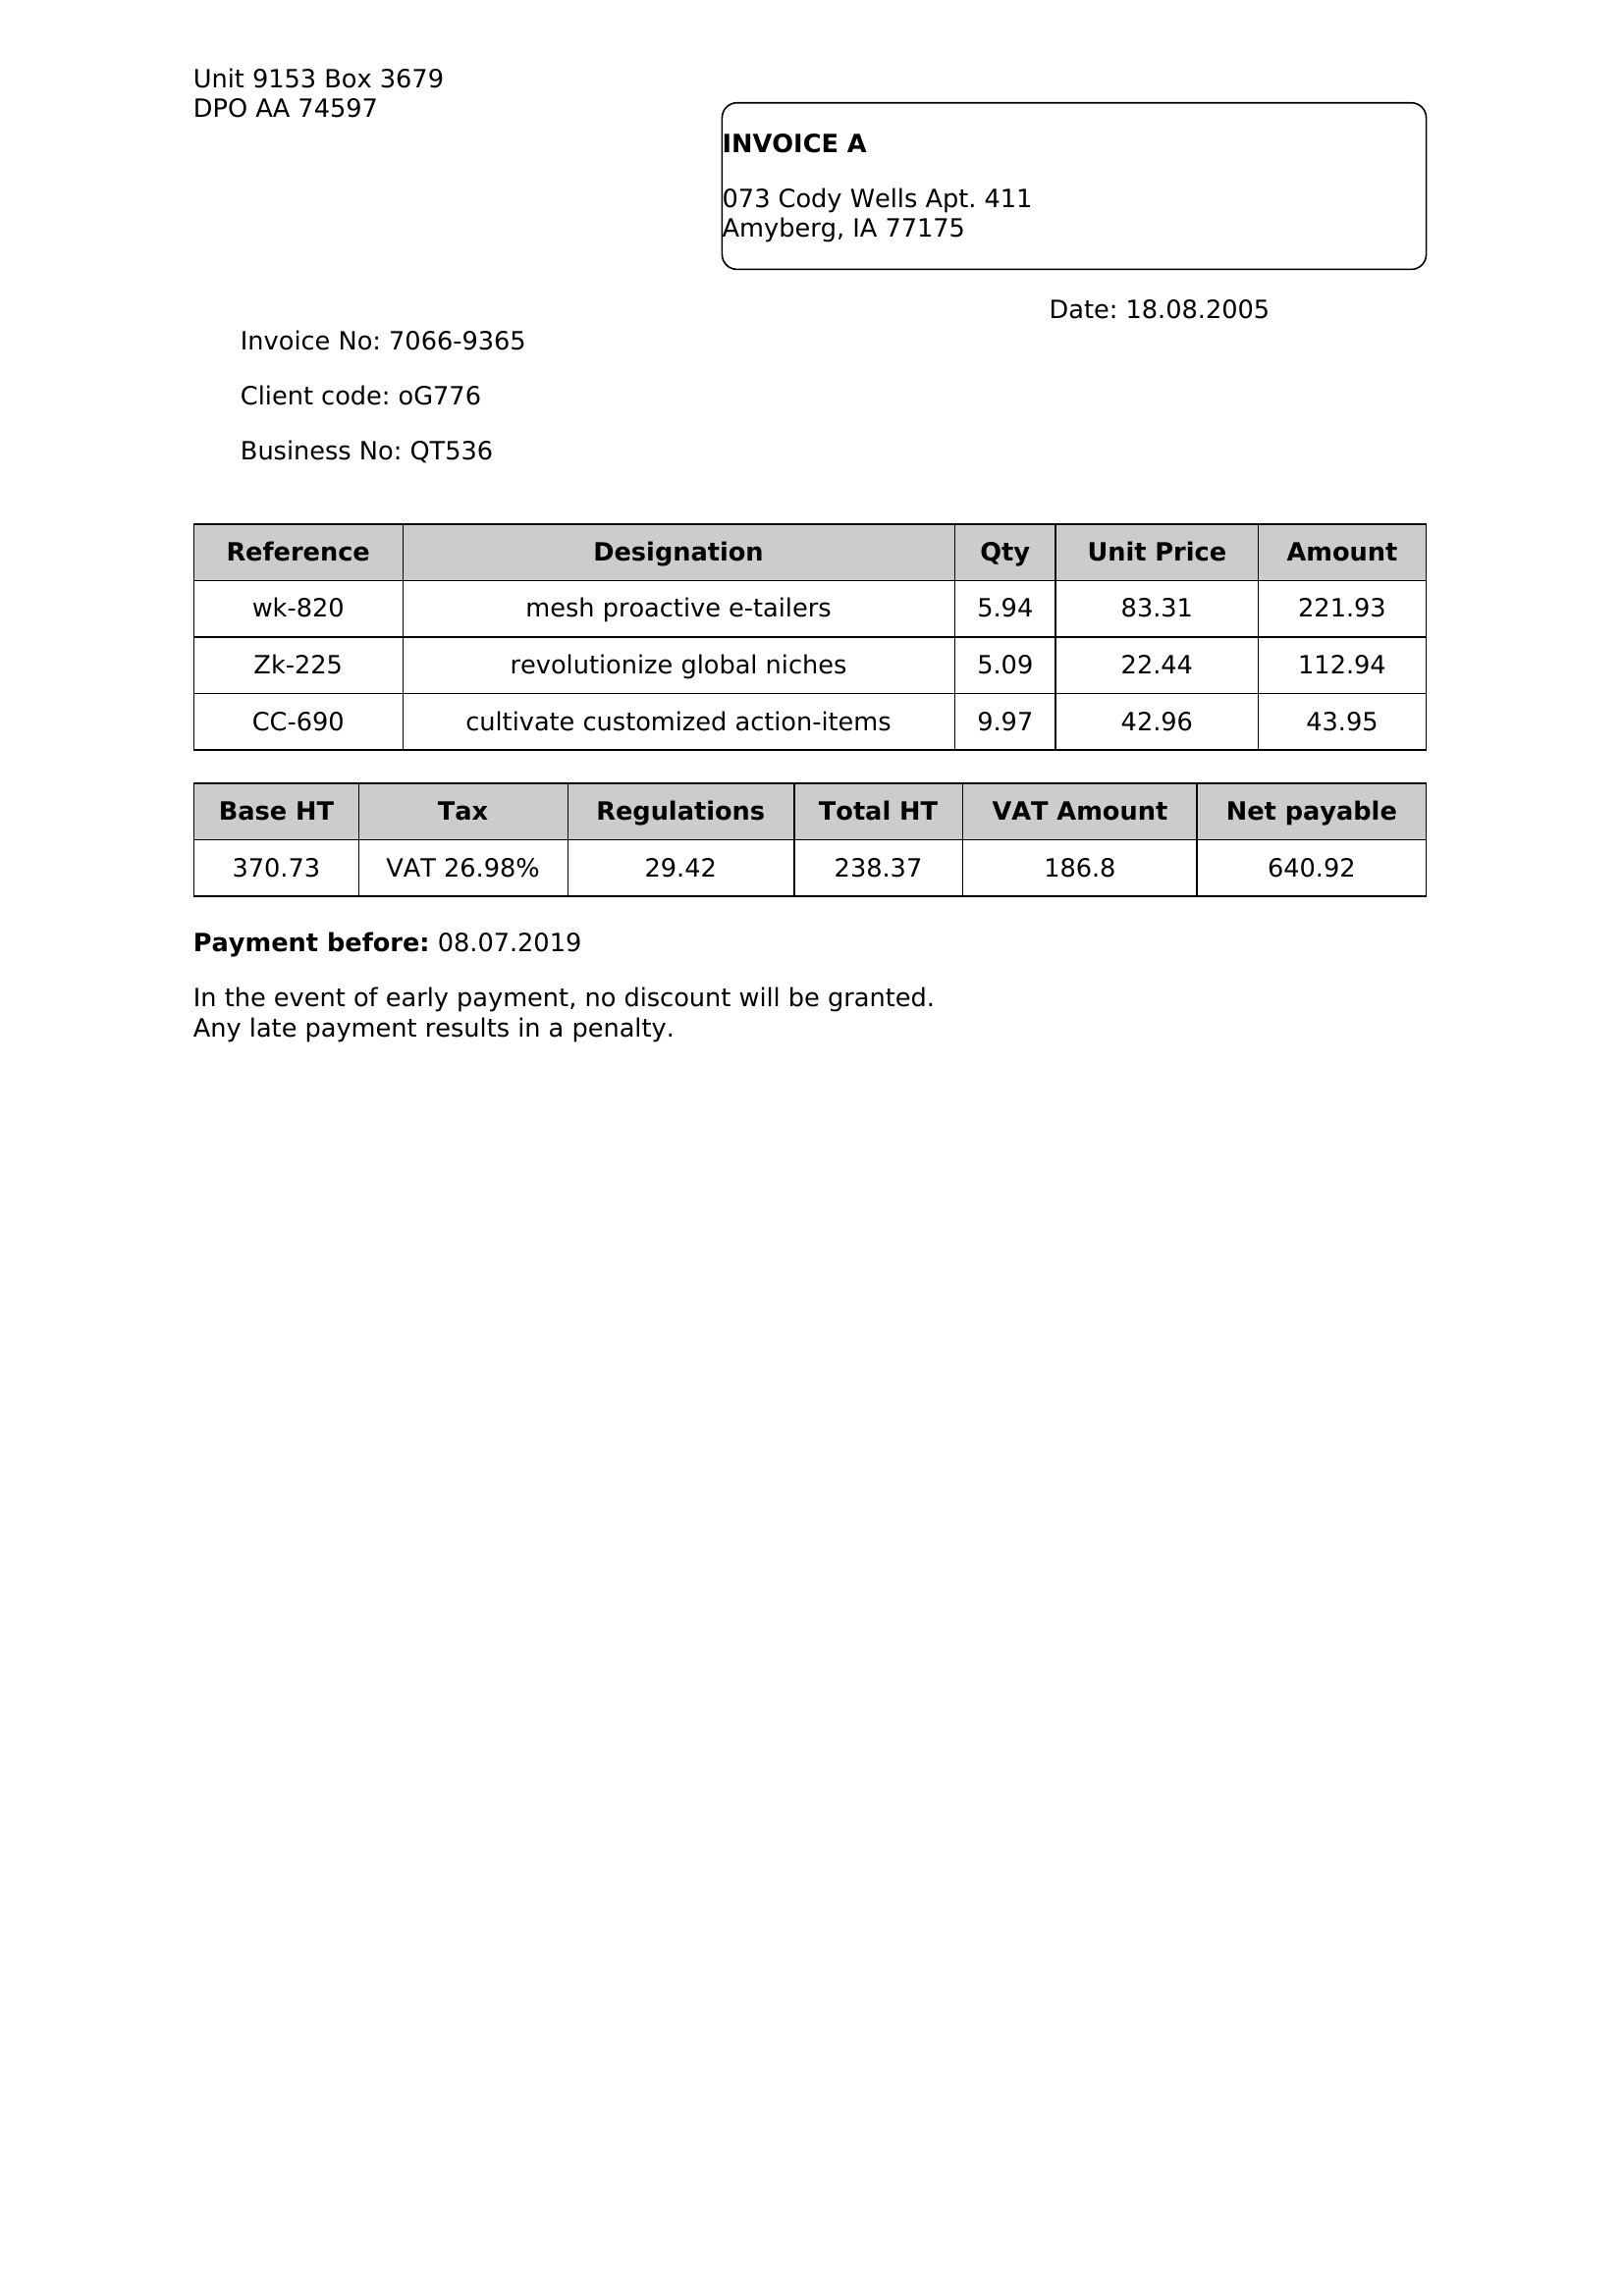 Unit 9153 Box 3679
DPO AA 74597
INVOICE A
073 Cody Wells Apt. 411
Amyberg, IA 77175
Date: 18.08.2005
Invoice No: 7066-9365
Client code: oG776
Business No: QT536
Reference Designation Qty Unit Price Amount
wk-820 mesh proactive e-tailers 5.94 83.31 221.93
Zk-225 revolutionize global niches 5.09 22.44 112.94
CC-690 cultivate customized action-items 9.97 42.96 43.95
Base HT Tax Regulations Total HT VAT Amount Net payable
370.73 VAT 26.98% 29.42 238.37 186.8 640.92
Payment before: 08.07.2019
In the event of early payment, no discount will be granted.
Any late payment results in a penalty.